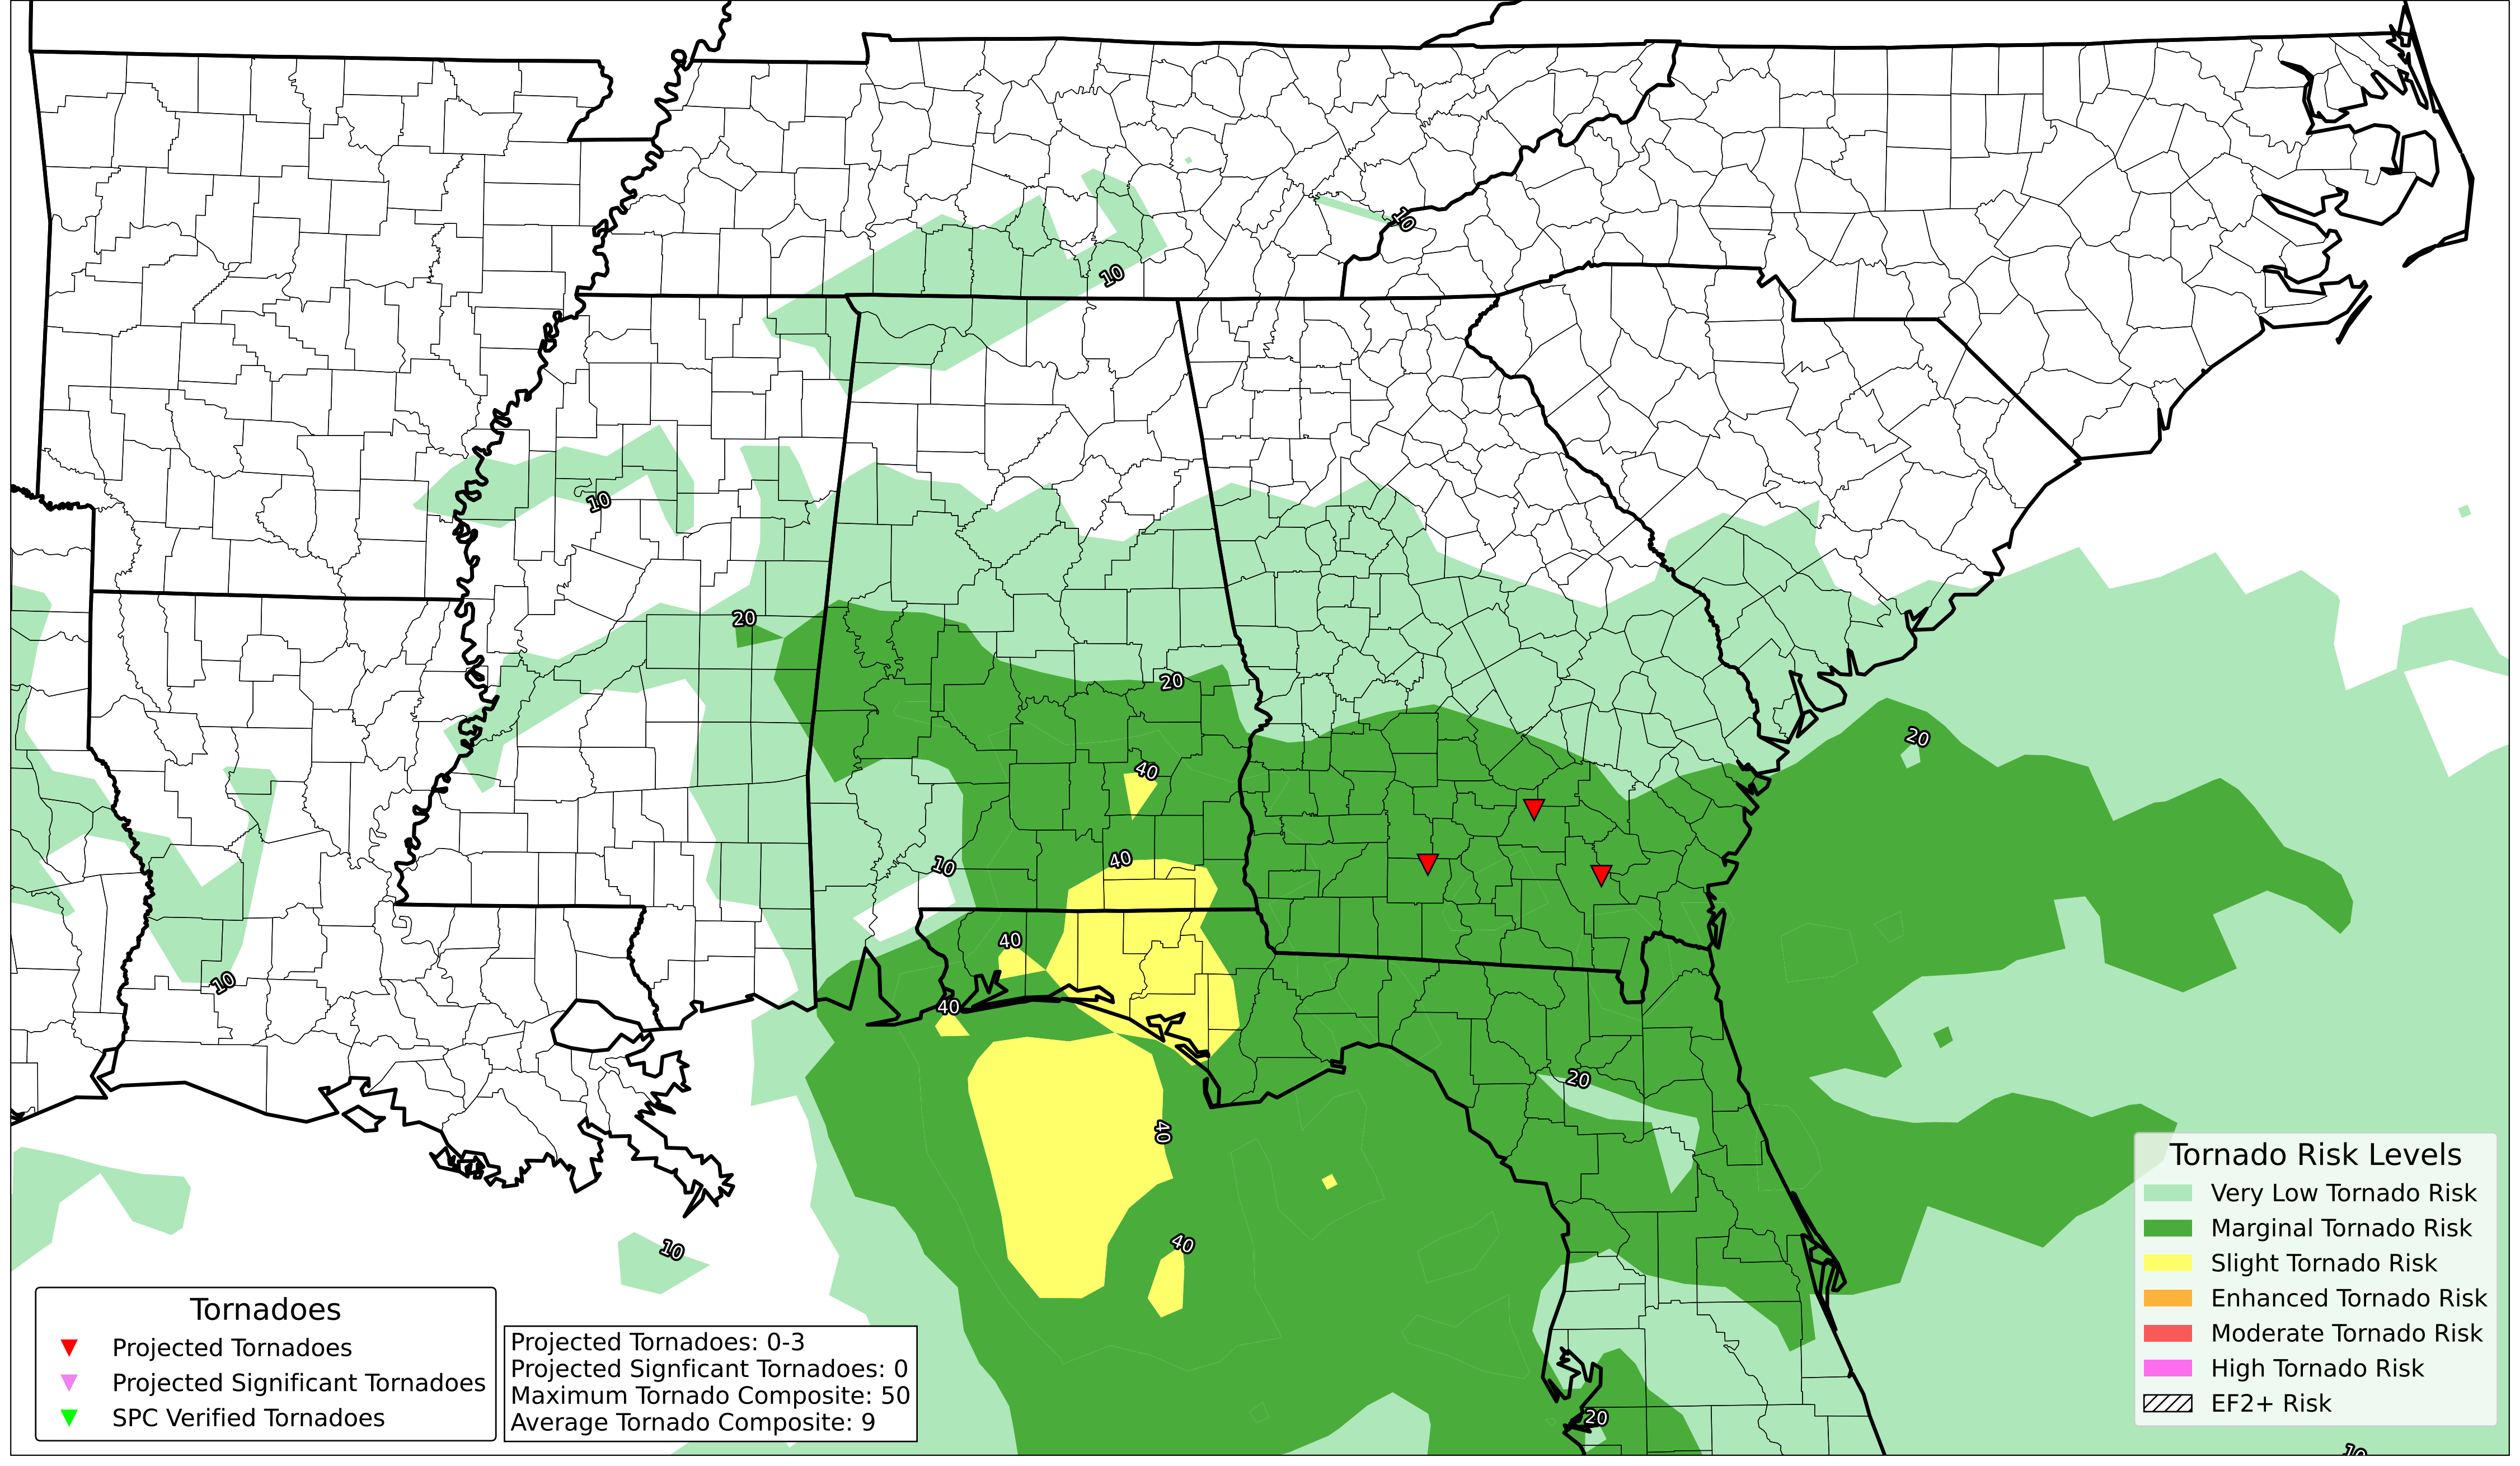 10
10
10
20
20
40
20
40
10
40
10
40
20
40
40
10
20
10
Tornado Risk Levels
Very Low Tornado Risk
Marginal Tornado Risk
Slight Tornado Risk
Enhanced Tornado Risk
Moderate Tornado Risk
High Tornado Risk
EF2+ Risk
Tornadoes
Projected Tornadoes
Projected Significant Tornadoes
SPC Verified Tornadoes
Projected Tornadoes: 0-3
Projected Signficant Tornadoes: 0
Maximum Tornado Composite: 50
Average Tornado Composite: 9